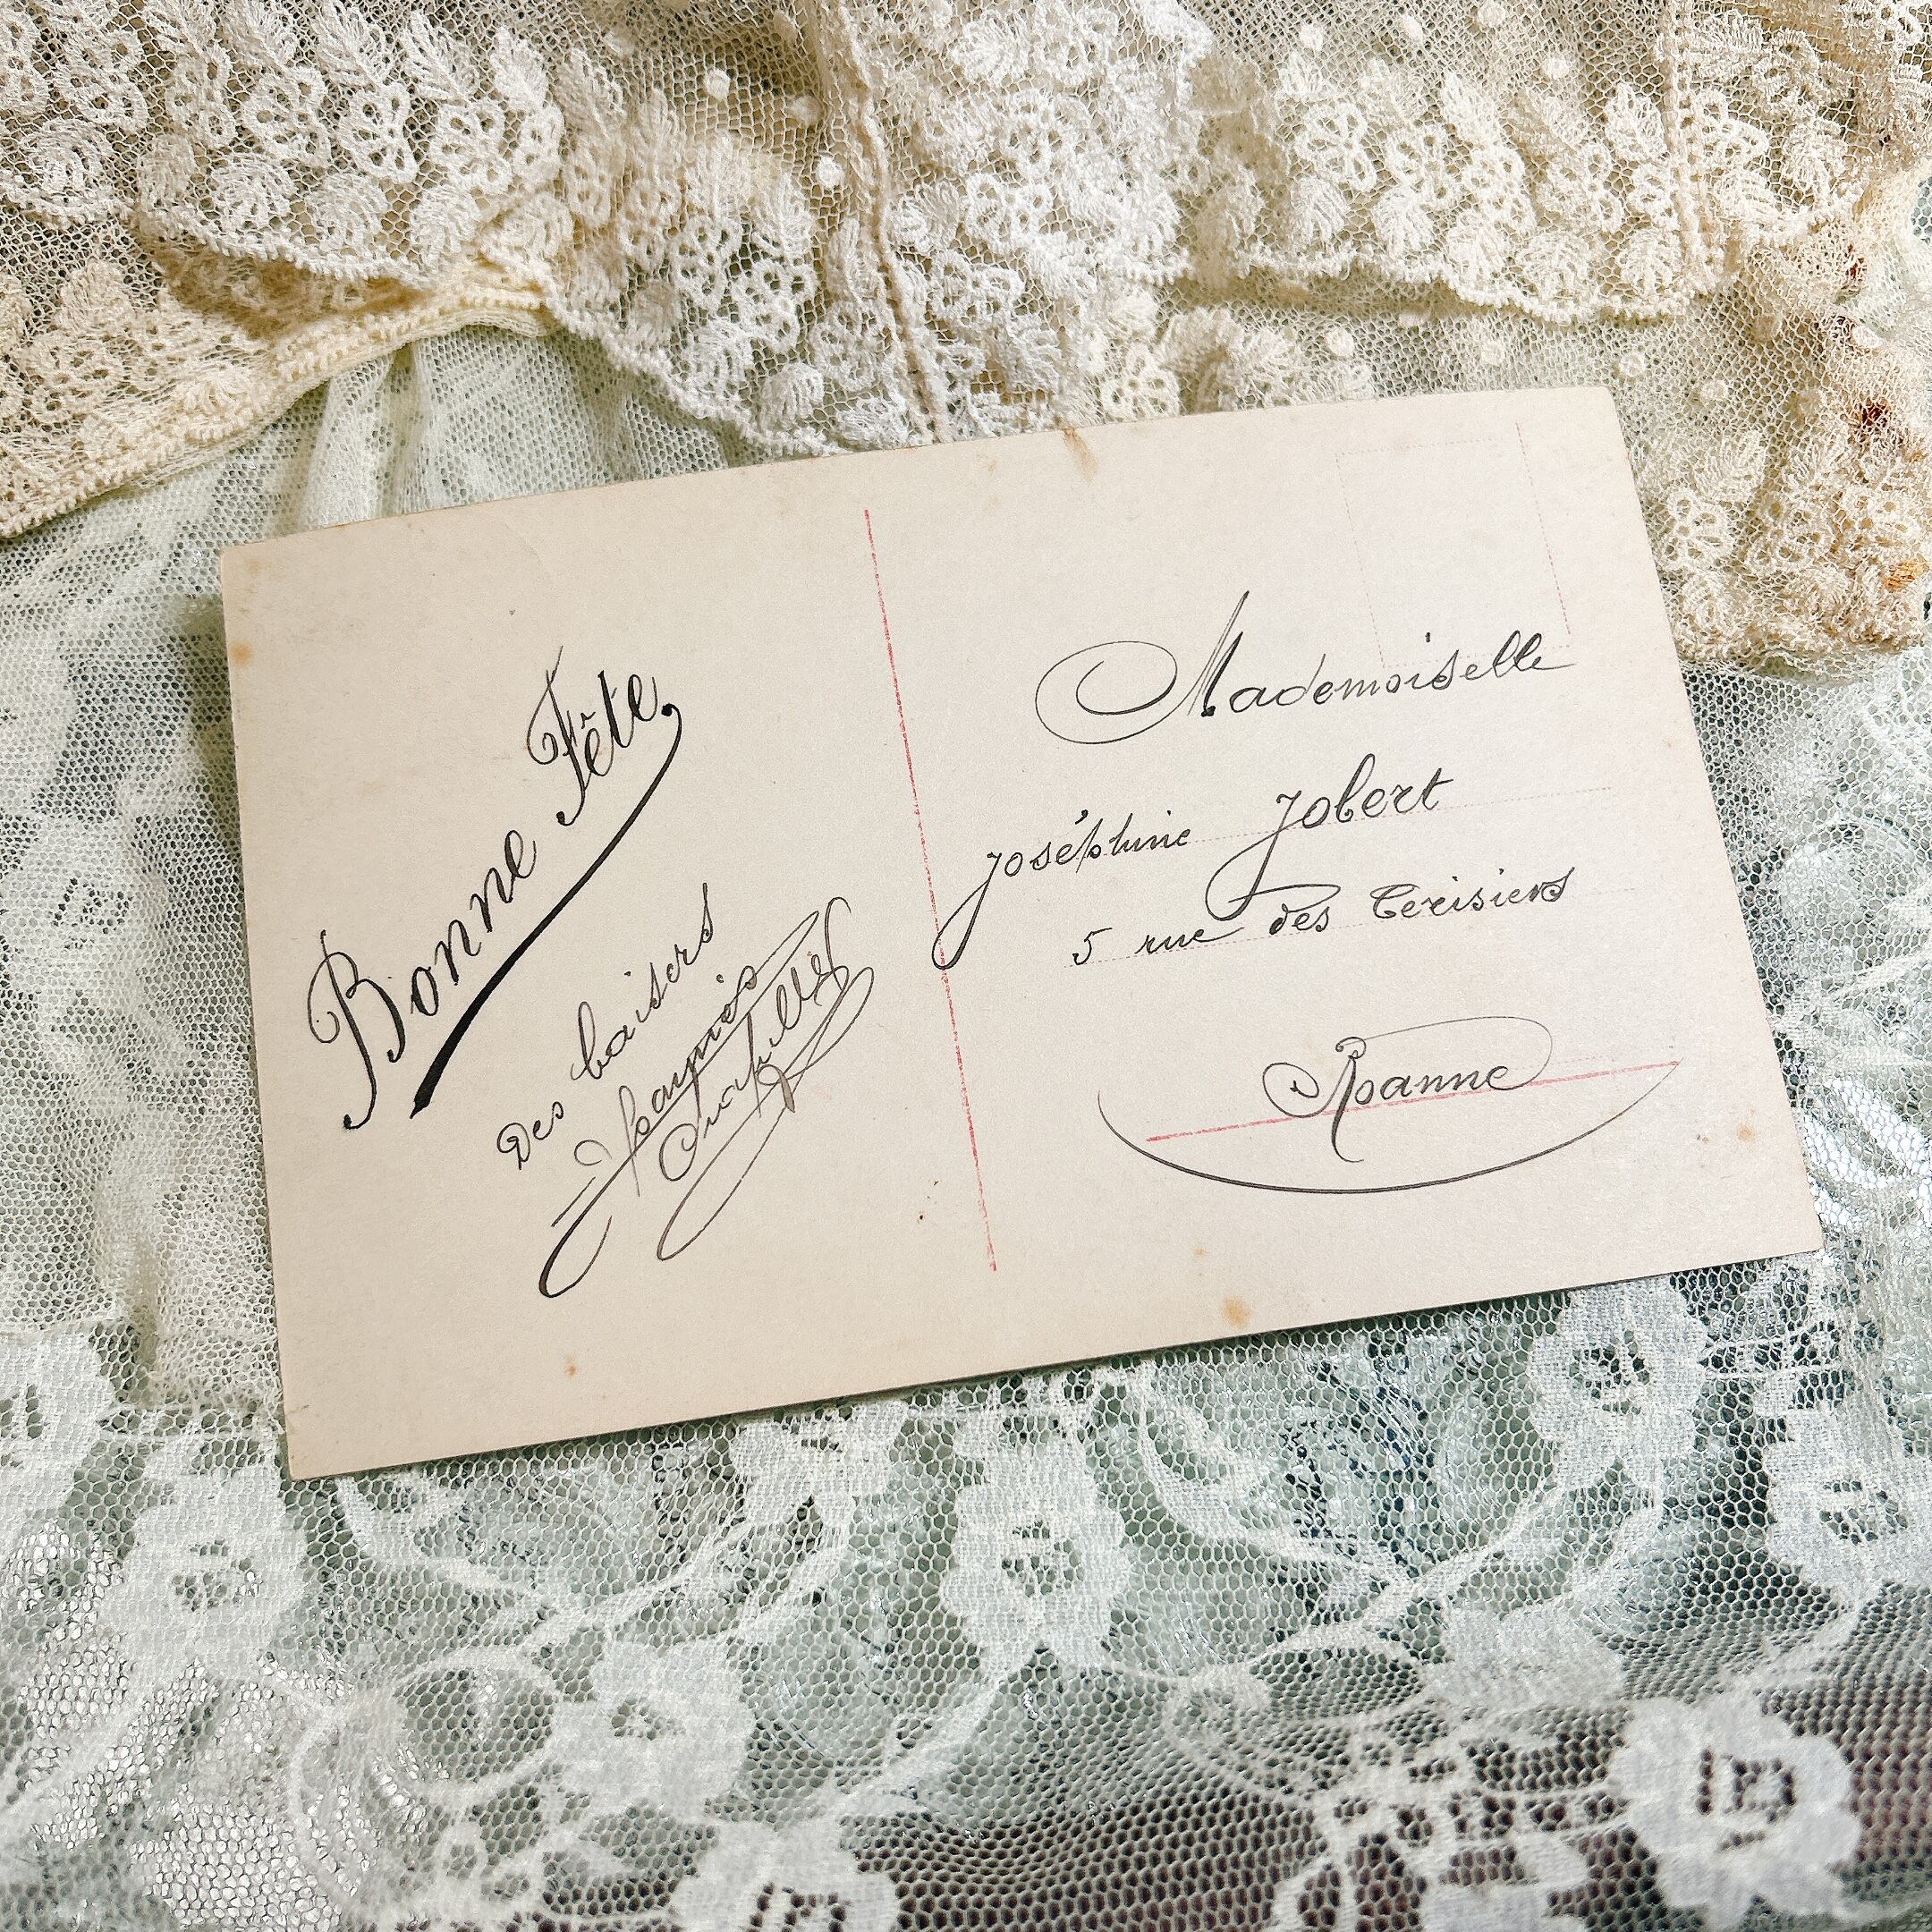 Bonne Fête
Des baisers
Mademoiselle
Joséphine Jobert
5 rue des Cerisiers
Roanne